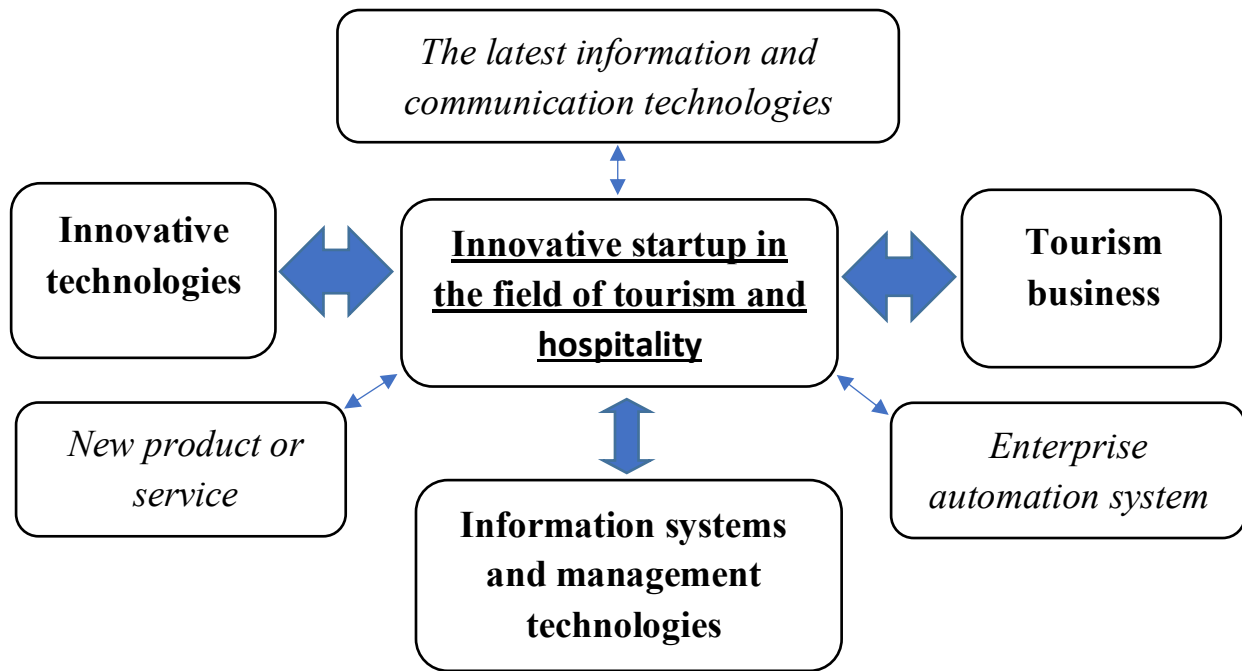 The latest information and
communication technologies
Innovative
technologies
Innovative startup in
the field of tourism and
hospitality
Tourism
business
New product or
service
Enterprise
automation system
Information systems
and management
technologies